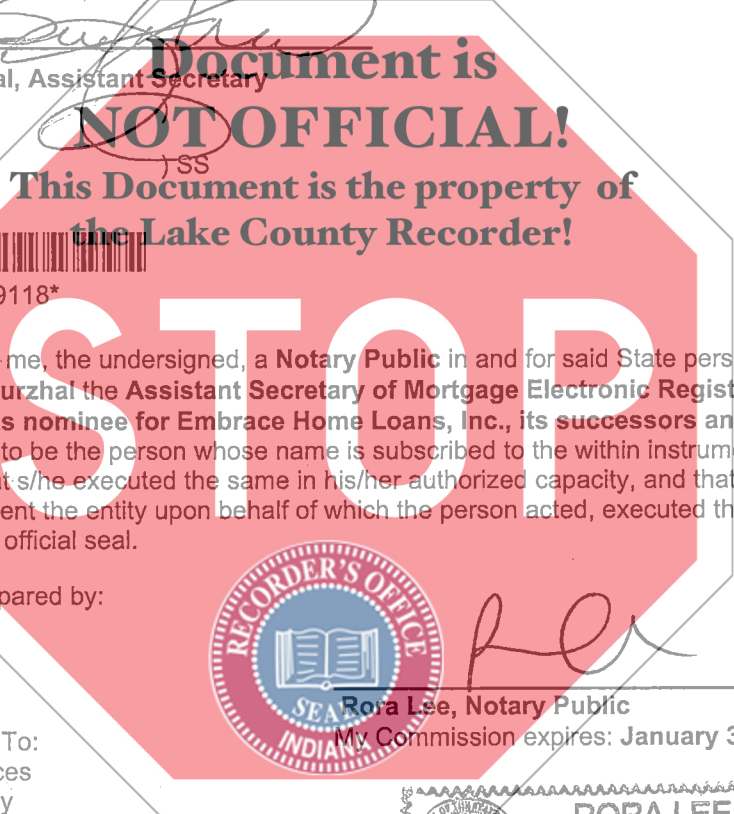 al, Assistant Secretary
Document is
NOT OFFICIAL!
) SS
This Document is the property of
the Lake County Recorder!
9118*
STOP
me, the undersigned, a Notary Public in and for said State pers
urzhal the Assistant Secretary of Mortgage Electronic Regist
s nominee for Embrace Home Loans, Inc., its successors an
to be the person whose name is subscribed to the within instrum
t s/he executed the same in his/her authorized capacity, and that
ent the entity upon behalf of which the person acted, executed th
official seal.
pared by:
RECORDER'S OFFICE
SEAL
INDIANA
Rora Lee, Notary Public
My Commission expires: January 3
To:
ces
y
RORA LEE